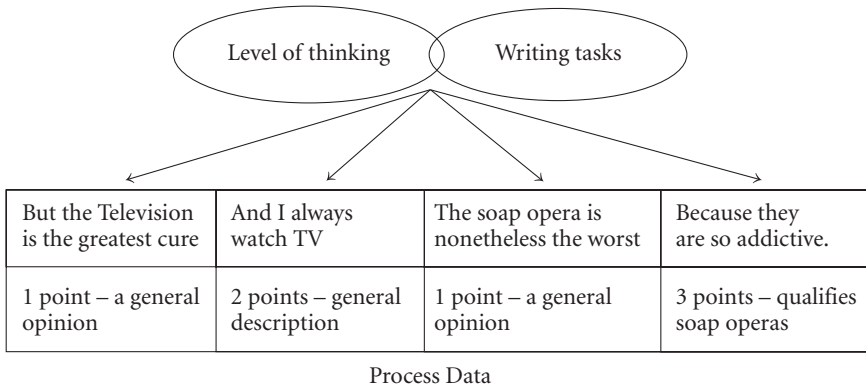 Level of thinking
Writing tasks
But the Television
is the greatest cure
And I always
watch TV
The soap opera is
nonetheless the worst
Because they
are so addictive.
1 point – a general
opinion
2 points – general
description
1 point – a general
opinion
3 points – qualifies
soap operas
Process Data